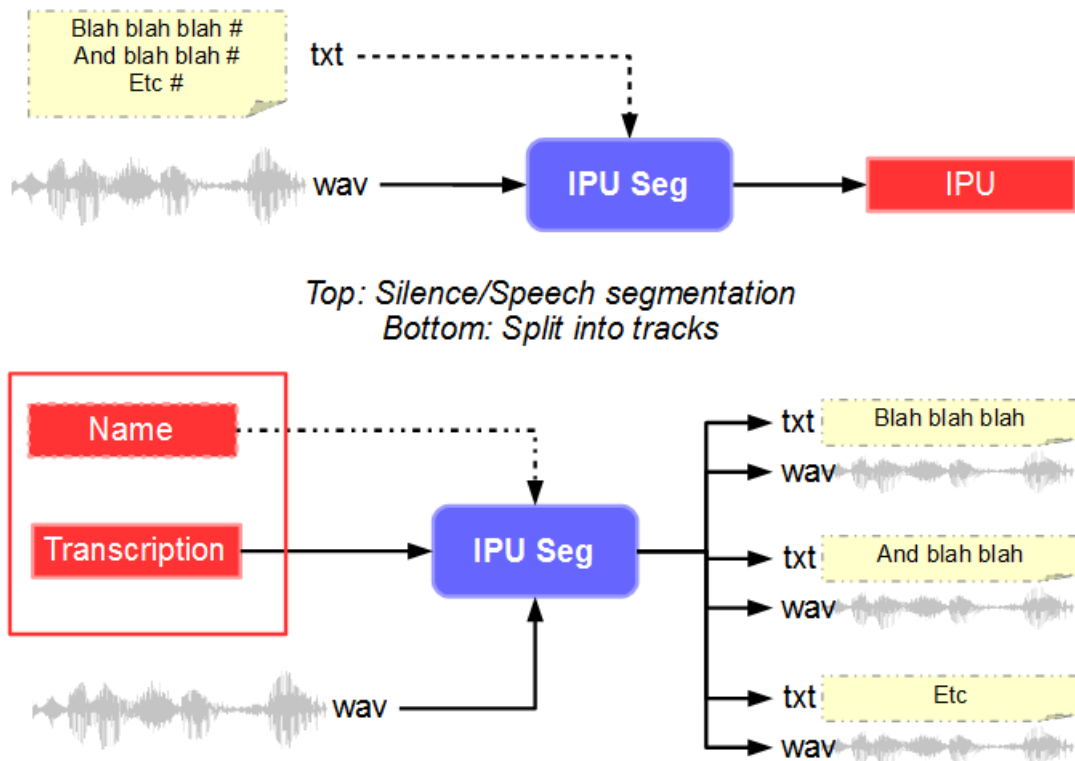 Blah blah blah #
And blah blah #
Etc #
txt
wav
IPU Seg
IPU
Top: Silence/Speech segmentation
Bottom: Split into tracks
Name
Transcription
wav
IPU Seg
txt
Blah blah blah
wav
txt
And blah blah
wav
txt
Etc
wav